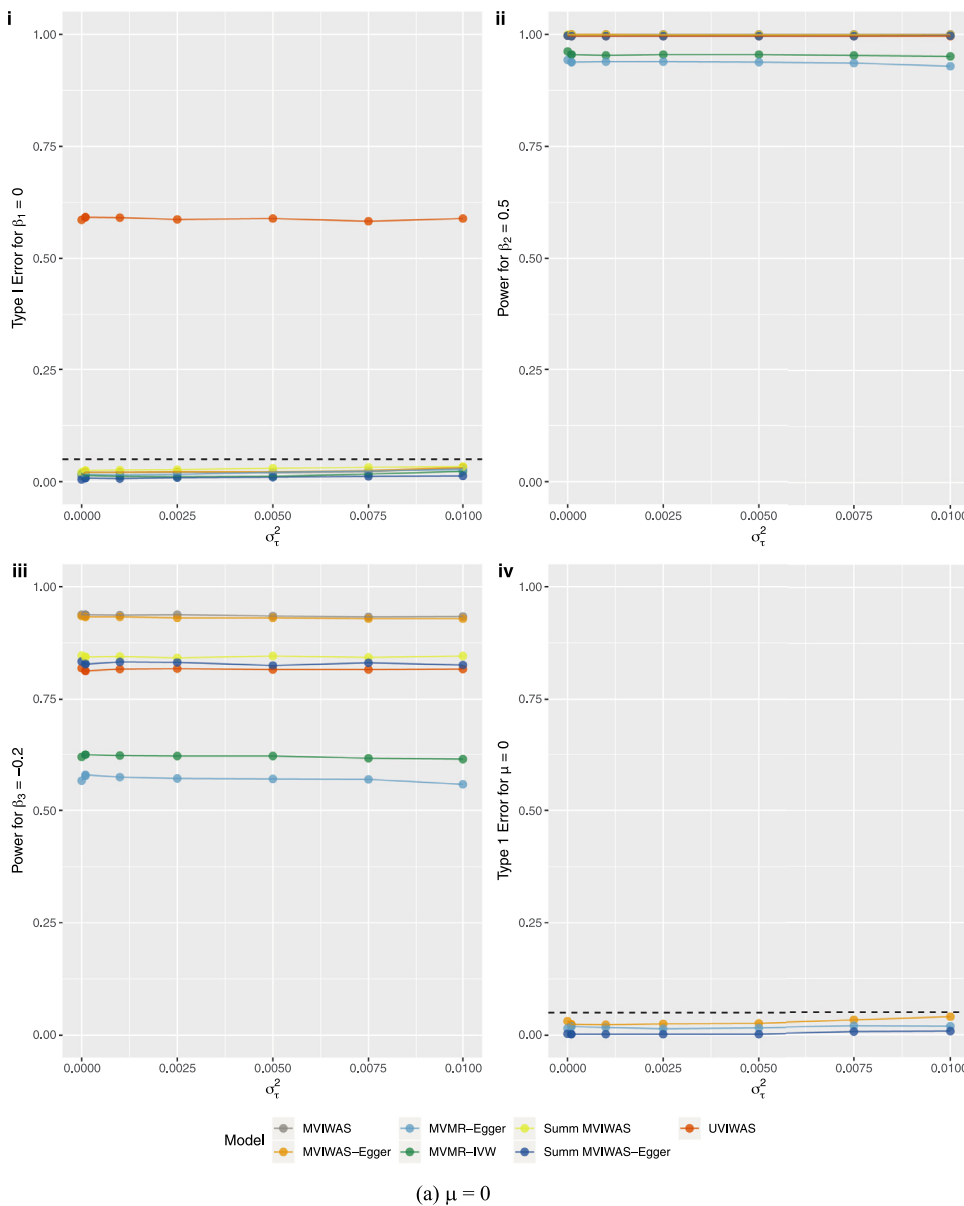 i
1.00
0.75
0.50
0.25
0.00
Type I Error for β₁ = 0
0.0000 0.0025 0.0050 0.0075 0.0100
σ²τ
ii
1.00
0.75
0.50
0.25
0.00
Power for β₂ = 0.5
0.0000 0.0025 0.0050 0.0075 0.0100
σ²τ
iii
1.00
0.75
0.50
0.25
0.00
Power for β₃ = −0.2
0.0000 0.0025 0.0050 0.0075 0.0100
σ²τ
iv
1.00
0.75
0.50
0.25
0.00
Type 1 Error for μ = 0
0.0000 0.0025 0.0050 0.0075 0.0100
σ²τ
Model
MVIWAS MVMR−Egger Summ MVIWAS UVIWAS
MVIWAS−Egger MVMR−IVW Summ MVIWAS−Egger
(a) μ = 0